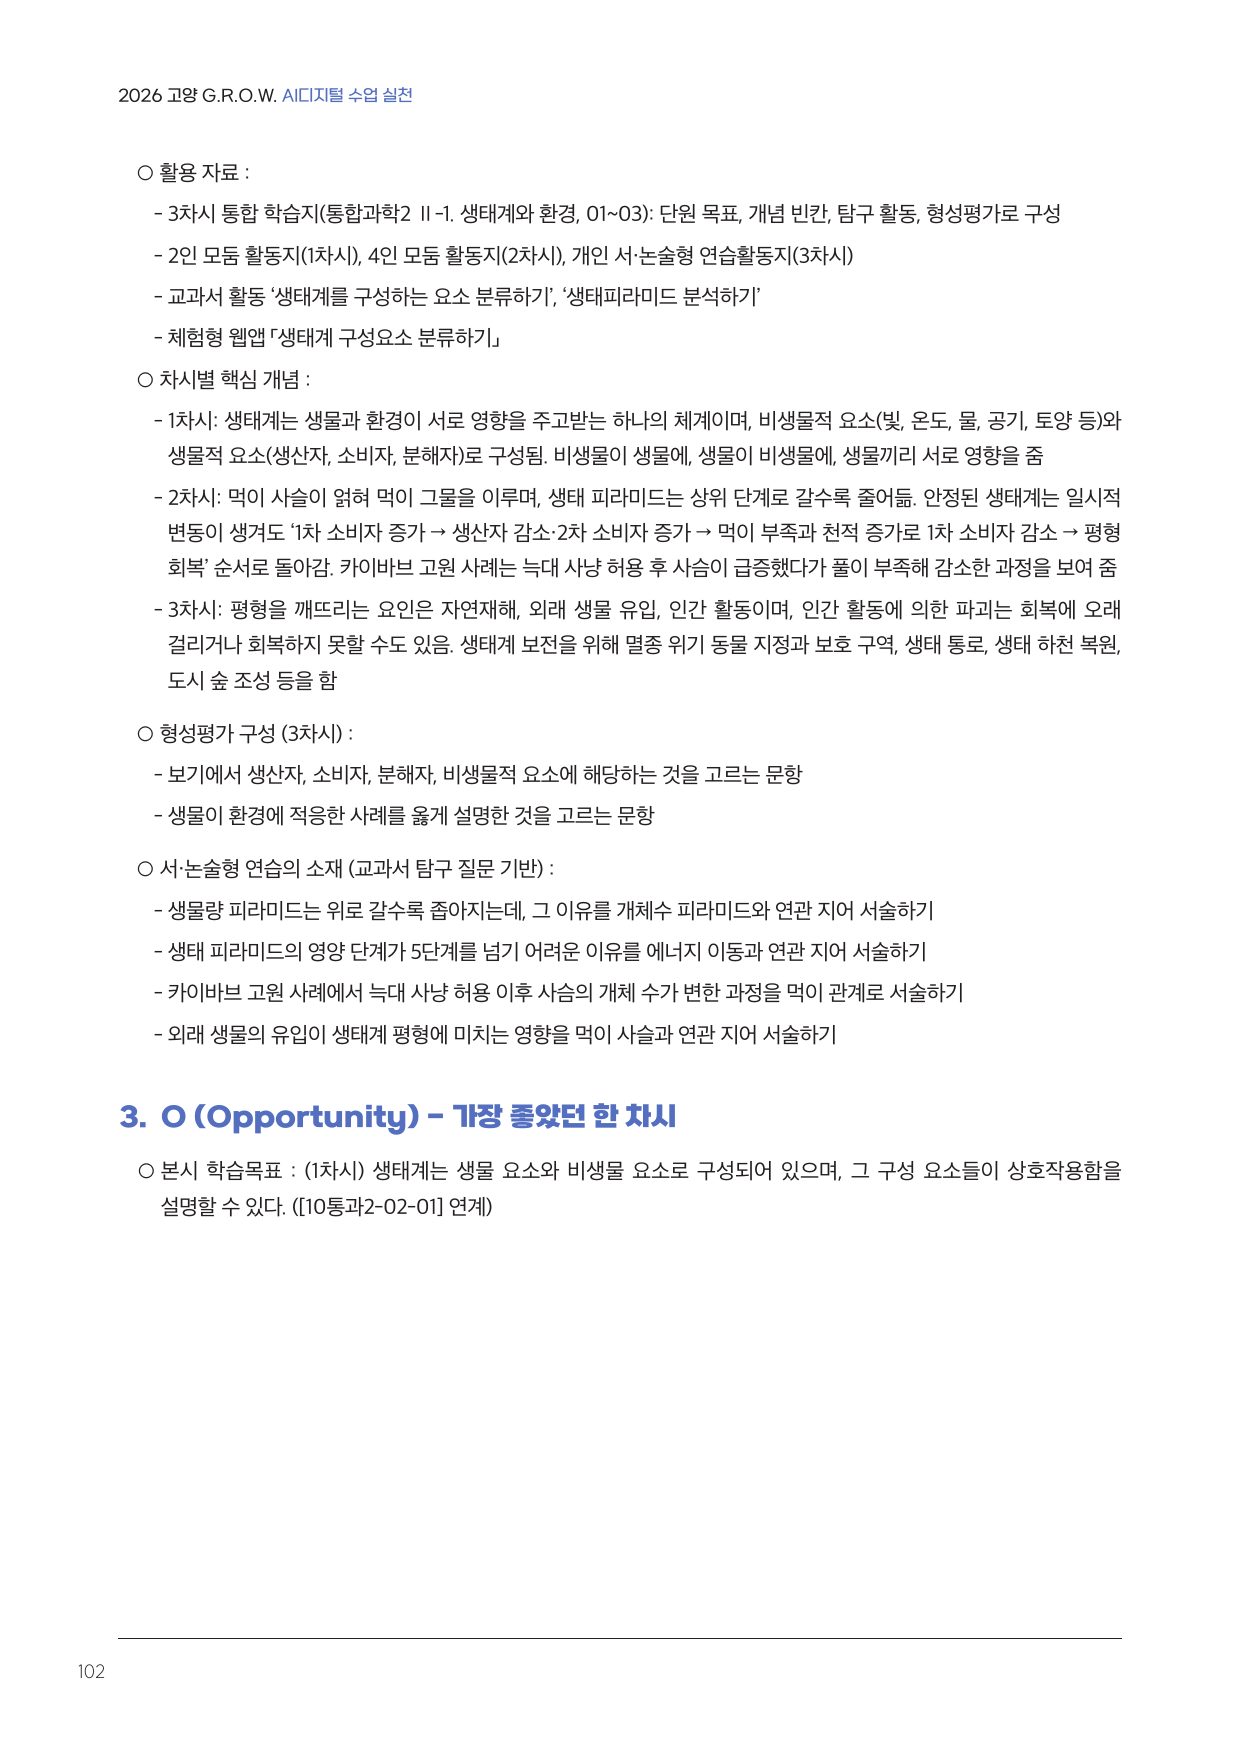 2026 고양 G.R.O.W. AI디지털 수업 실천
○ 활용 자료 :
- 3차시 통합 학습지(통합과학2 Ⅱ-1. 생태계와 환경, 01~03): 단원 목표, 개념 빈칸, 탐구 활동, 형성평가로 구성
- 2인 모둠 활동지(1차시), 4인 모둠 활동지(2차시), 개인 서·논술형 연습활동지(3차시)
- 교과서 활동 ‘생태계를 구성하는 요소 분류하기’, ‘생태피라미드 분석하기’
- 체험형 웹앱 「생태계 구성요소 분류하기」
○ 차시별 핵심 개념 :
- 1차시: 생태계는 생물과 환경이 서로 영향을 주고받는 하나의 체계이며, 비생물적 요소(빛, 온도, 물, 공기, 토양 등)와
생물적 요소(생산자, 소비자, 분해자)로 구성됨. 비생물이 생물에, 생물이 비생물에, 생물끼리 서로 영향을 줌
- 2차시: 먹이 사슬이 얽혀 먹이 그물을 이루며, 생태 피라미드는 상위 단계로 갈수록 줄어듦. 안정된 생태계는 일시적
변동이 생겨도 ‘1차 소비자 증가 → 생산자 감소·2차 소비자 증가 → 먹이 부족과 천적 증가로 1차 소비자 감소 → 평형
회복’ 순서로 돌아감. 카이바브 고원 사례는 늑대 사냥 허용 후 사슴이 급증했다가 풀이 부족해 감소한 과정을 보여 줌
- 3차시: 평형을 깨뜨리는 요인은 자연재해, 외래 생물 유입, 인간 활동이며, 인간 활동에 의한 파괴는 회복에 오래
걸리거나 회복하지 못할 수도 있음. 생태계 보전을 위해 멸종 위기 동물 지정과 보호 구역, 생태 통로, 생태 하천 복원,
도시 숲 조성 등을 함
○ 형성평가 구성 (3차시) :
- 보기에서 생산자, 소비자, 분해자, 비생물적 요소에 해당하는 것을 고르는 문항
- 생물이 환경에 적응한 사례를 옳게 설명한 것을 고르는 문항
○ 서·논술형 연습의 소재 (교과서 탐구 질문 기반) :
- 생물량 피라미드는 위로 갈수록 좁아지는데, 그 이유를 개체수 피라미드와 연관 지어 서술하기
- 생태 피라미드의 영양 단계가 5단계를 넘기 어려운 이유를 에너지 이동과 연관 지어 서술하기
- 카이바브 고원 사례에서 늑대 사냥 허용 이후 사슴의 개체 수가 변한 과정을 먹이 관계로 서술하기
- 외래 생물의 유입이 생태계 평형에 미치는 영향을 먹이 사슬과 연관 지어 서술하기
3. O (Opportunity) - 가장 좋았던 한 차시
○ 본시 학습목표 : (1차시) 생태계는 생물 요소와 비생물 요소로 구성되어 있으며, 그 구성 요소들이 상호작용함을
설명할 수 있다. ([10통과2-02-01] 연계)
102